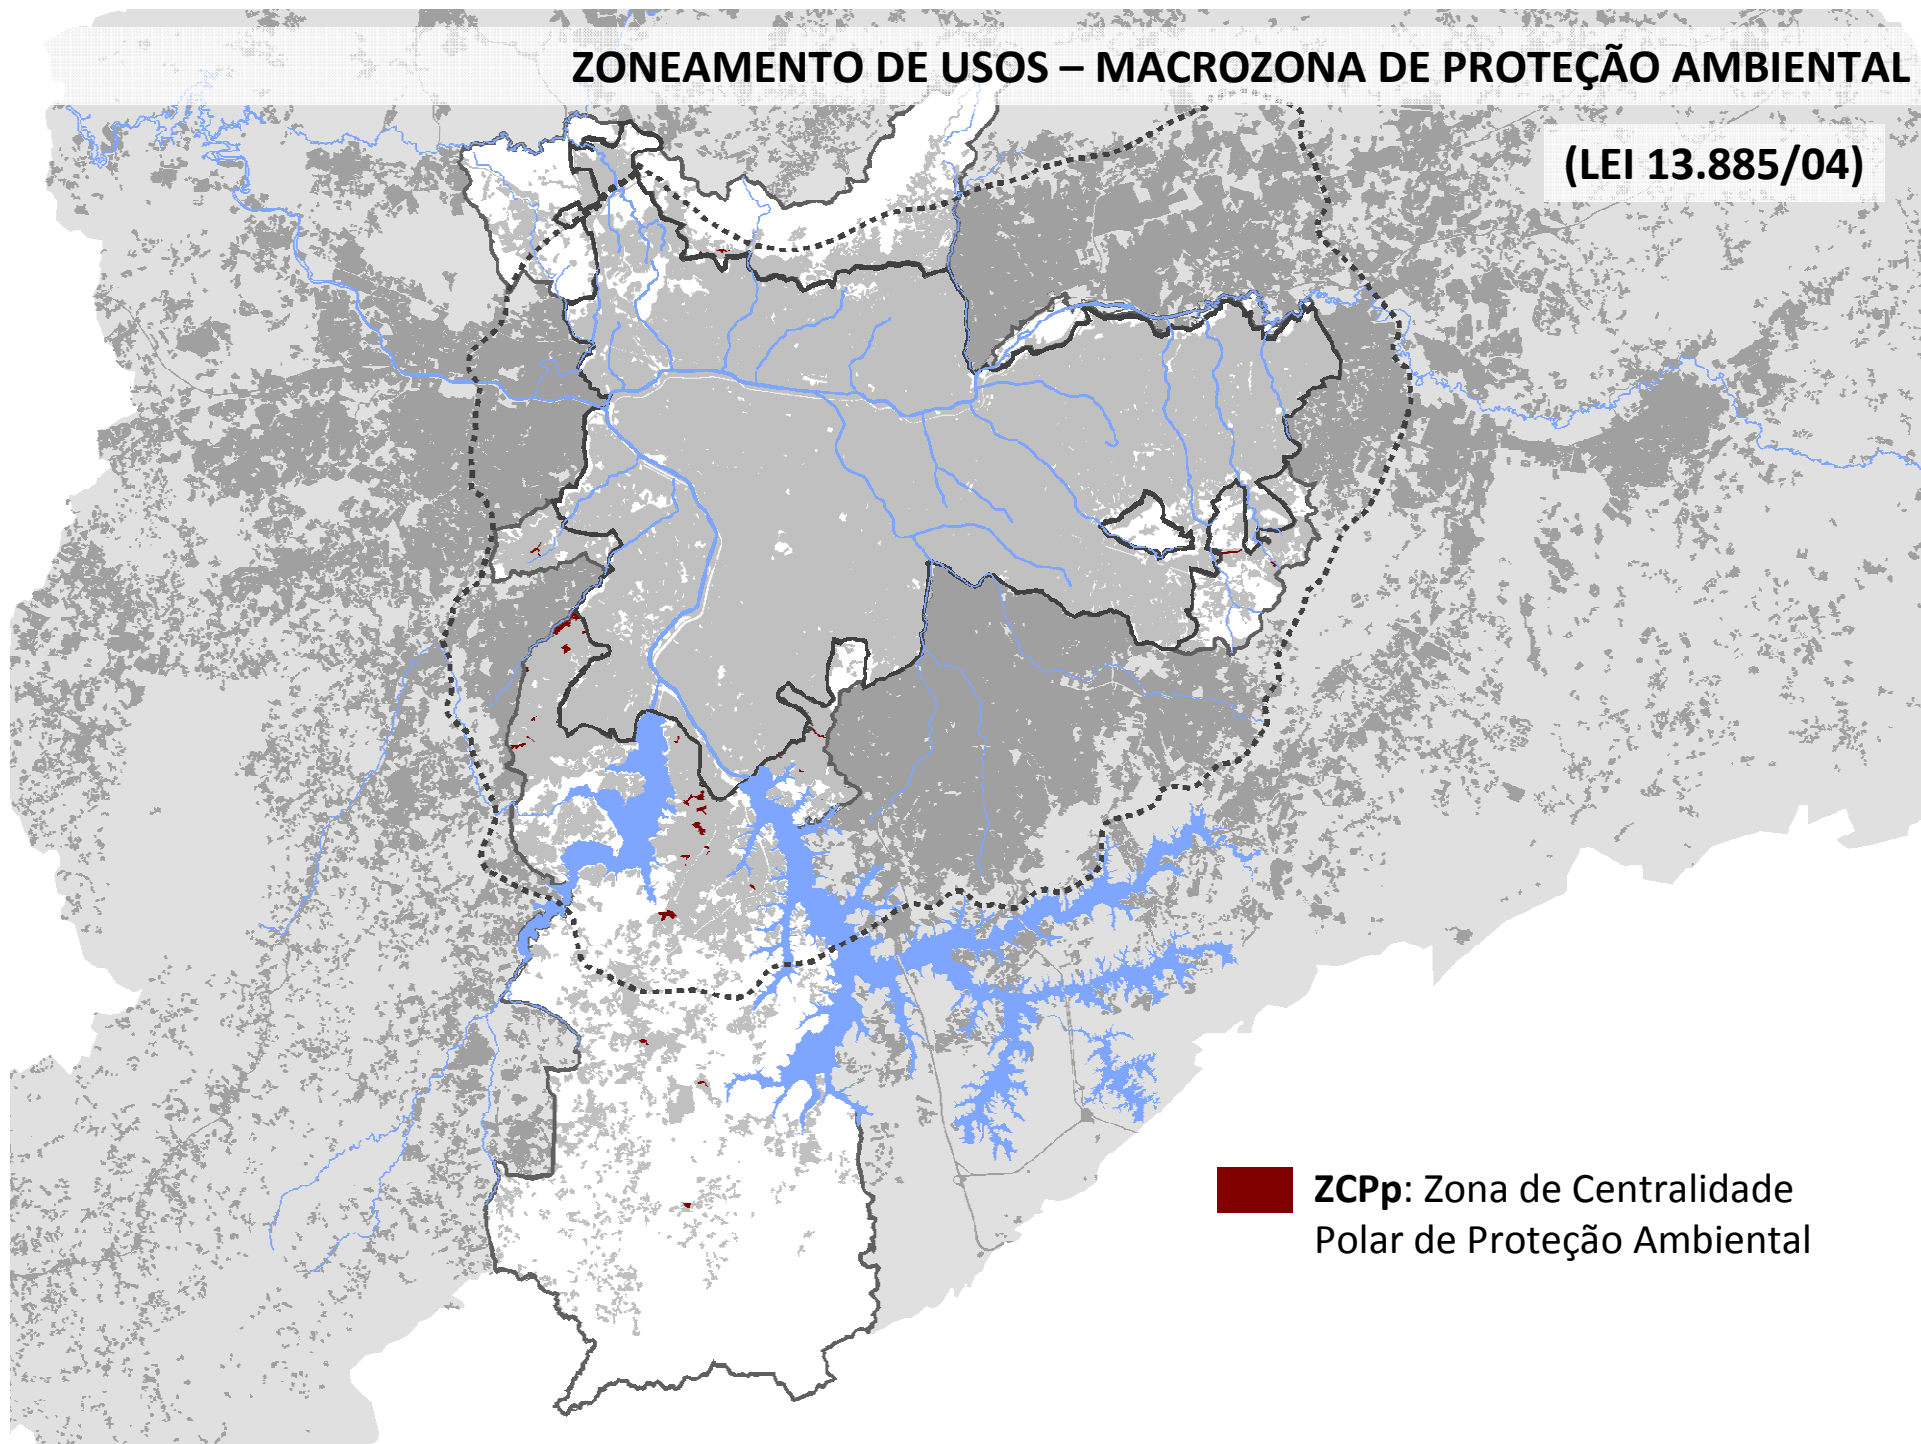 ZONEAMENTO DE USOS – MACROZONA DE PROTEÇÃO AMBIENTAL
(LEI 13.885/04)
ZCPp: Zona de Centralidade
Polar de Proteção Ambiental